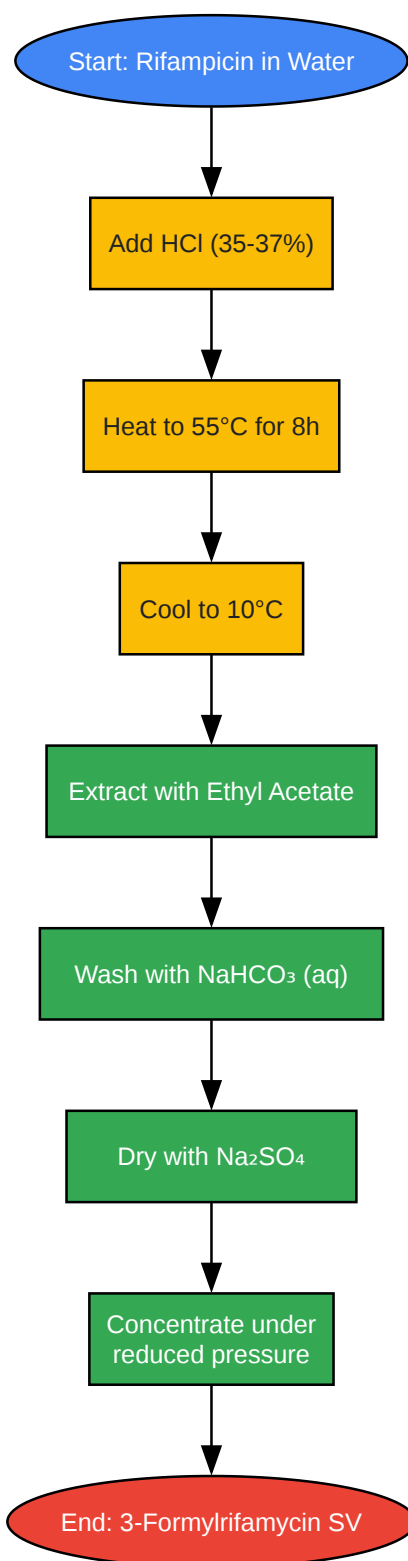 Start: Rifampicin in Water
Add HCl (35-37%)
Heat to 55°C for 8h
Cool to 10°C
Extract with Ethyl Acetate
Wash with NaHCO₃ (aq)
Dry with Na₂SO₄
Concentrate under
reduced pressure
End: 3-Formylrifamycin SV